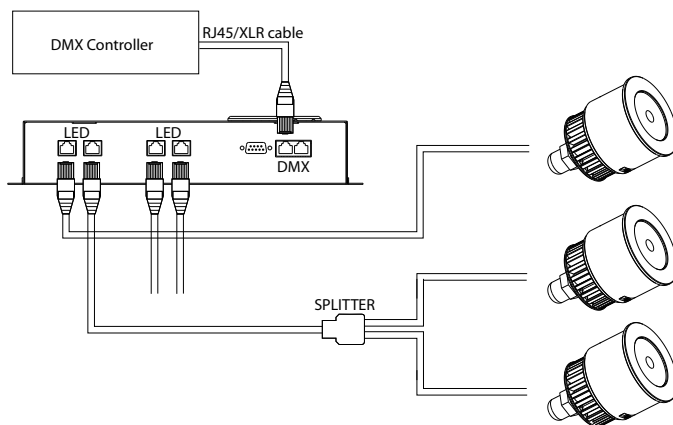 DMX Controller
RJ45/XLR cable
LED
LED
DMX
SPLITTER